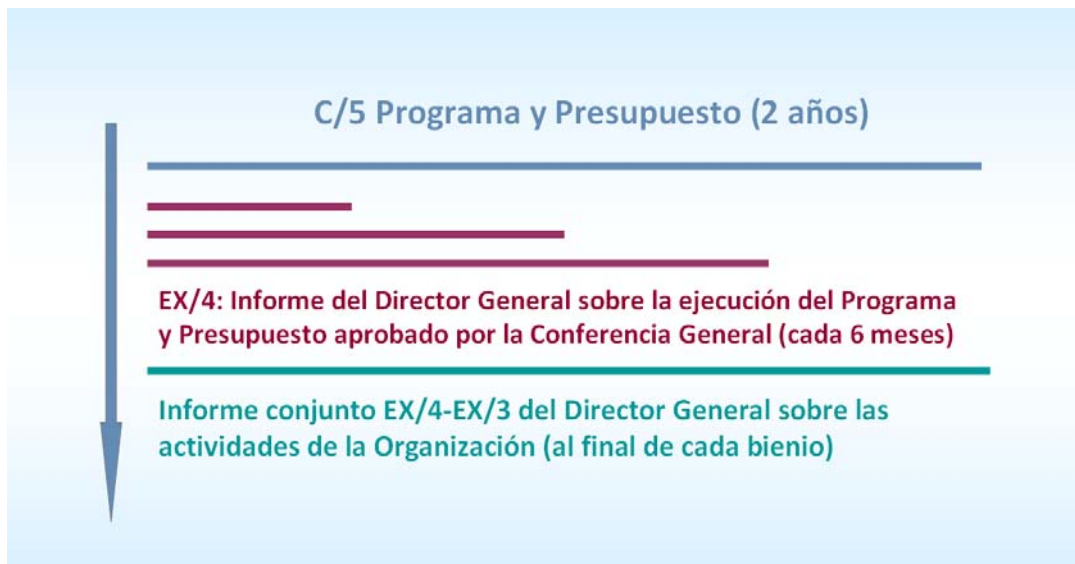 C/5 Programa y Presupuesto (2 años)
EX/4: Informe del Director General sobre la ejecución del Programa
y Presupuesto aprobado por la Conferencia General (cada 6 meses)
Informe conjunto EX/4-EX/3 del Director General sobre las
actividades de la Organización (al final de cada bienio)